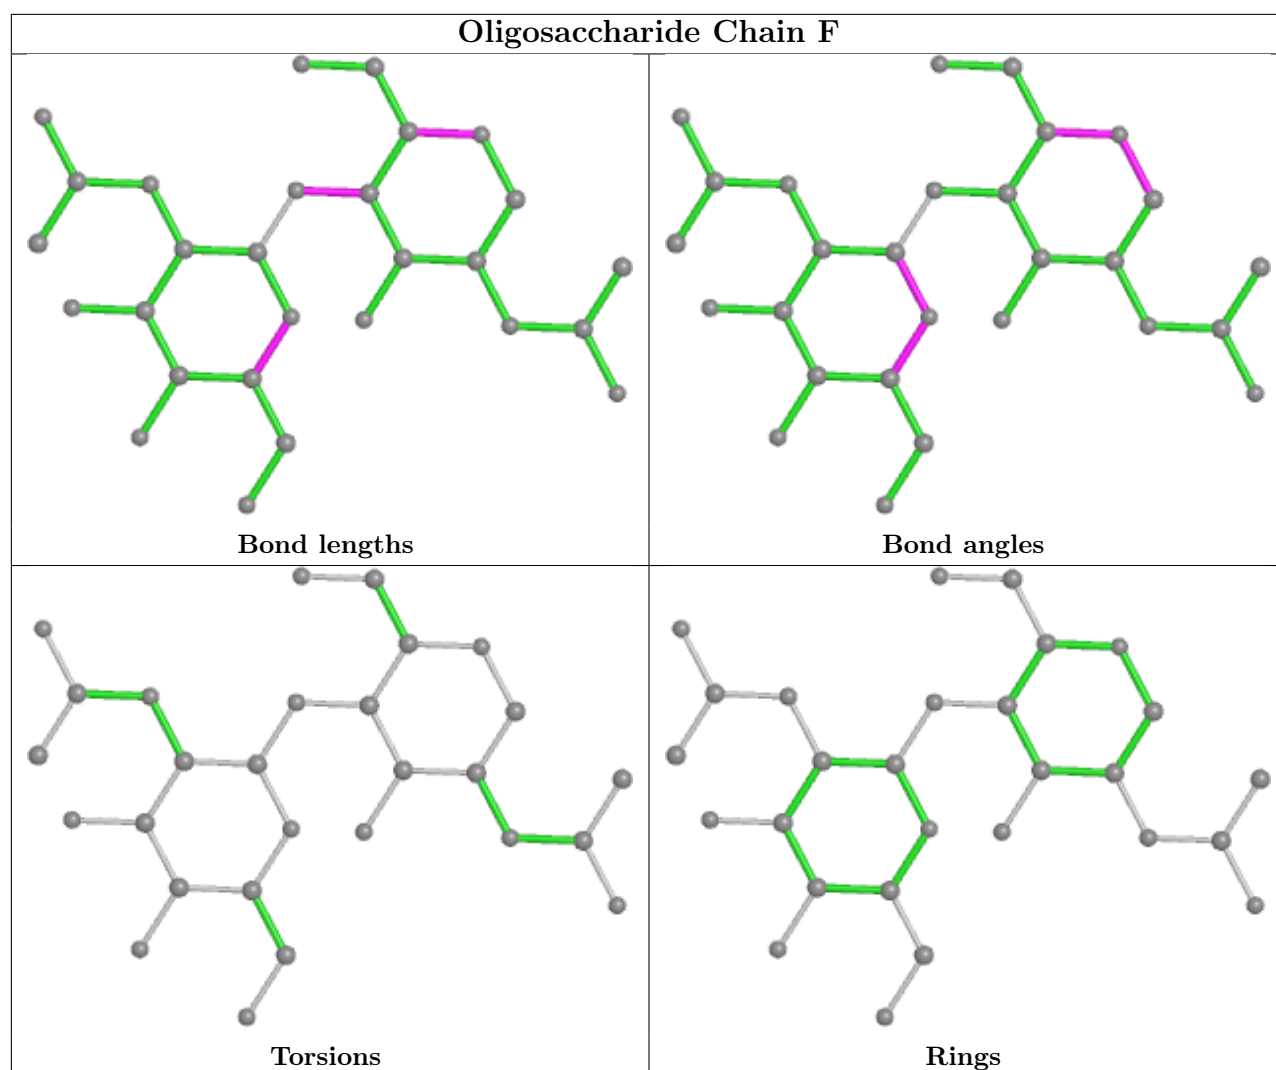 Oligosaccharide Chain F
Bond lengths
Bond angles
Torsions
Rings